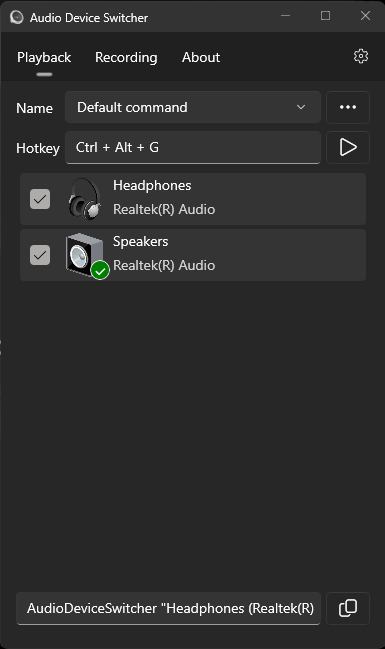 Audio Device Switcher
Playback Recording About
Name Default command
Hotkey Ctrl + Alt + G
Headphones
Realtek(R) Audio
Speakers
Realtek(R) Audio
AudioDeviceSwitcher "Headphones (Realtek(R)